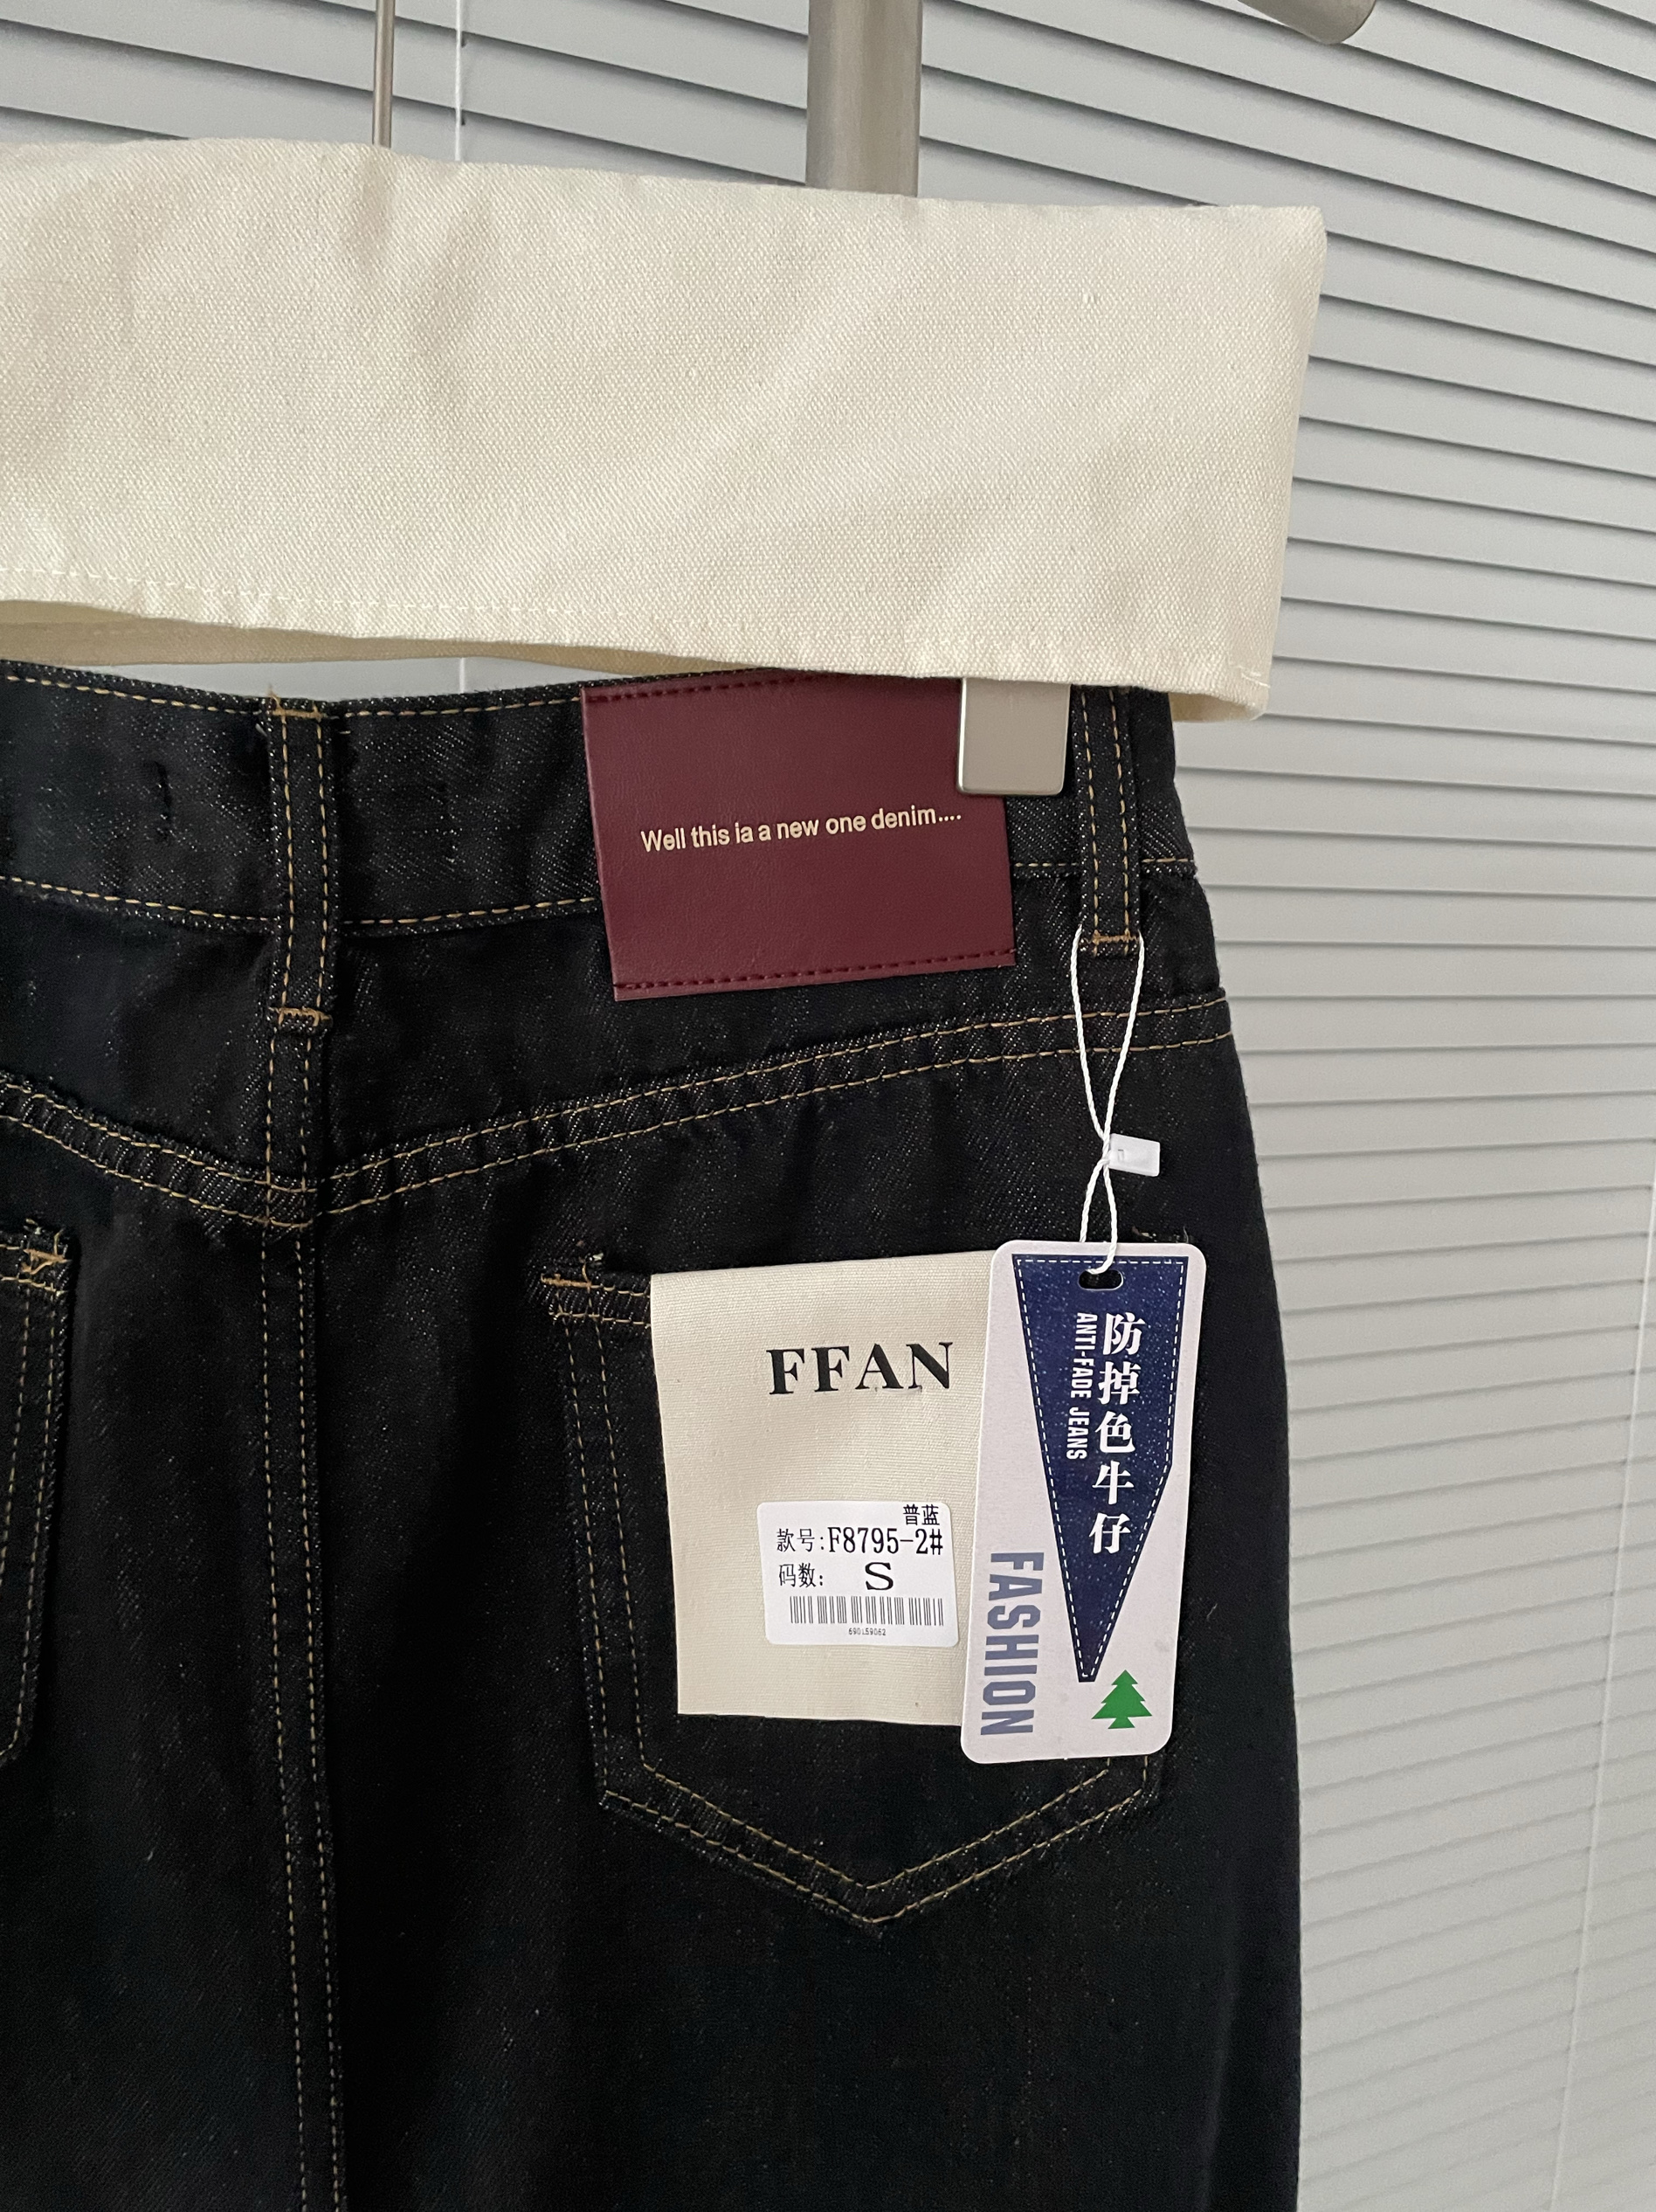 Well this ia a new one denim....
FFAN
普蓝
款号:F8795-2#
码数: S
690159062
防掉色牛仔
ANTI-FADE JEANS
FASHION